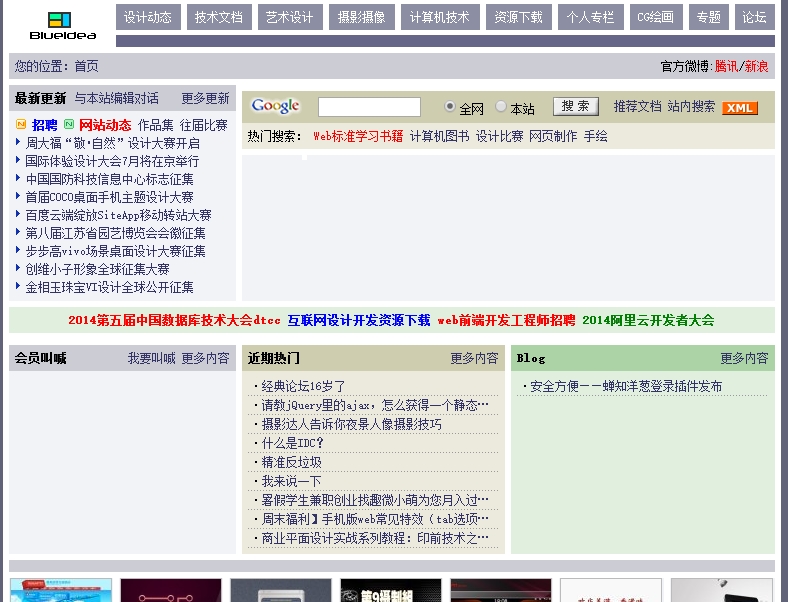 BlueIdea
设计动态 技术文档 艺术设计 摄影摄像 计算机技术 资源下载 个人专栏 CG绘画 专题 论坛
您的位置：首页 官方微博:腾讯/新浪
最新更新 与本站编辑对话 更多更新
N 招聘 N 网站动态 作品集 往届比赛
周大福“敬·自然”设计大赛开启
国际体验设计大会7月将在京举行
中国国防科技信息中心标志征集
首届COCO桌面手机主题设计大赛
百度云端绽放SiteApp移动转站大赛
第八届江苏省园艺博览会会徽征集
步步高vivo场景桌面设计大赛征集
创维小子形象全球征集大赛
金相玉珠宝VI设计全球公开征集
Google 全网 本站 搜 索 推荐文档 站内搜索 XML
热门搜索： Web标准学习书籍 计算机图书 设计比赛 网页制作 手绘
2014第五届中国数据库技术大会dtcc 互联网设计开发资源下载 web前端开发工程师招聘 2014阿里云开发者大会
会员叫喊 我要叫喊 更多内容
近期热门 更多内容
·经典论坛16岁了
·请教jQuery里的ajax，怎么获得一个静态…
·摄影达人告诉你夜景人像摄影技巧
·什么是IDC？
·精准反垃圾
·我来说一下
·暑假学生兼职创业找趣微小萌为您月入过…
·周末福利】手机版web常见特效（tab选项…
·商业平面设计实战系列教程：印前技术之…
Blog 更多内容
·安全方便－－蝉知洋葱登录插件发布
第9摄制组